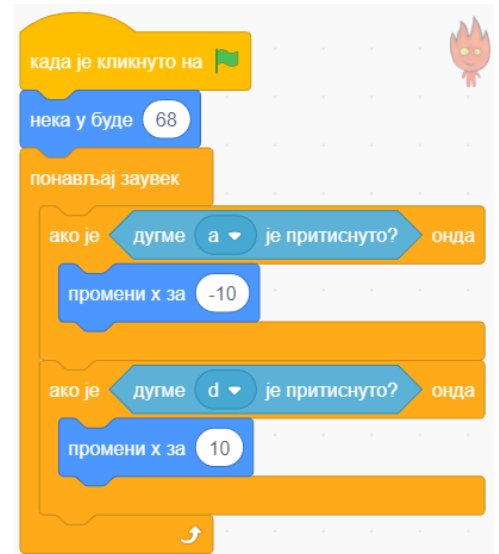 када је кликнуто на
нека y буде 68
понављај заувек
ако је дугме a је притиснуто? онда
промени x за -10
ако је дугме d је притиснуто? онда
промени x за 10